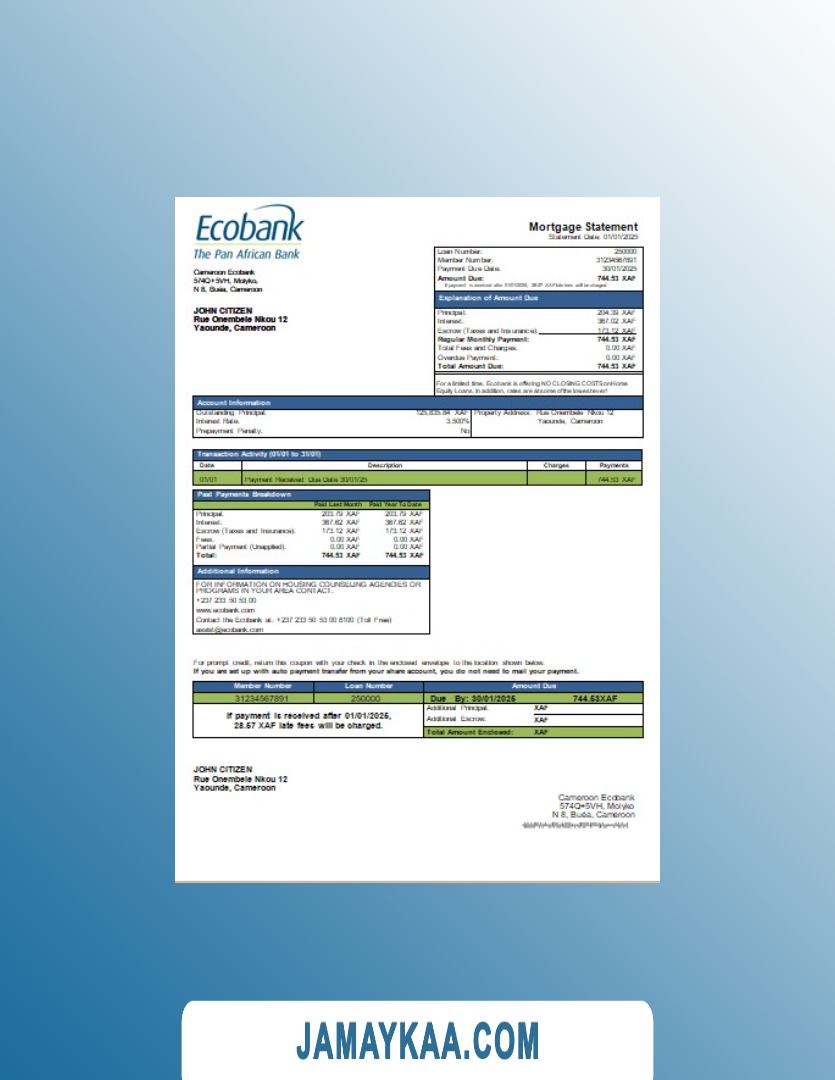 Ecobank
The Pan African Bank
Mortgage Statement
Statement Date: 01/01/2025
Cameroon Ecobank
574Q+5VH, Molyko,
N 8, Buéa, Cameroon
JOHN CITIZEN
Rue Onembele Nkou 12
Yaounde, Cameroon
Loan Number: 250000
Member Number: 31234567891
Payment Due Date: 30/01/2025
Amount Due: 744.53 XAF
If payment is received after 01/01/2025, 28.57 XAF late fees will be charged.
Explanation of Amount Due
Principal: 204.39 XAF
Interest: 367.02 XAF
Escrow (Taxes and Insurance): 173.12 XAF
Regular Monthly Payment: 744.53 XAF
Total Fees and Charges: 0.00 XAF
Overdue Payment: 0.00 XAF
Total Amount Due: 744.53 XAF
For a limited time, Ecobank is offering NO CLOSING COSTS on Home
Equity Loans. In addition, rates are at some of the lowest ever!
Account Information
Outstanding Principal: 125,835.84 XAF Property Address: Rue Onembele Nkou 12
Interest Rate: 3.500% Yaounde, Cameroon
Prepayment Penalty: No
Transaction Activity (01/01 to 31/01)
Date Description Charges Payments
01/01 Payment Received Due Date 30/01/25 744.53 XAF
Past Payments Breakdown
Paid Last Month Paid Year To Date
Principal: 203.79 XAF 203.79 XAF
Interest: 367.62 XAF 367.62 XAF
Escrow (Taxes and Insurance): 173.12 XAF 173.12 XAF
Fees: 0.00 XAF 0.00 XAF
Partial Payment (Unapplied): 0.00 XAF 0.00 XAF
Total: 744.53 XAF 744.53 XAF
Additional Information
FOR INFORMATION ON HOUSING COUNSELING AGENCIES OR
PROGRAMS IN YOUR AREA CONTACT:
+237 233 50 53 00
www.ecobank.com
Contact the Ecobank at: +237 233 50 53 00 8100 (Toll Free)
assist@ecobank.com
For prompt credit, return this coupon with your check in the enclosed envelope to the location shown below.
If you are set up with auto payment transfer from your share account, you do not need to mail your payment.
Member Number Loan Number Amount Due
31234567891 250000 Due By: 30/01/2025 744.53XAF
If payment is received after 01/01/2025,
28.57 XAF late fees will be charged.
Additional Principal: XAF
Additional Escrow: XAF
Total Amount Enclosed: XAF
JOHN CITIZEN
Rue Onembele Nkou 12
Yaounde, Cameroon
Cameroon Ecobank
574Q+5VH, Molyko
N 8, Buéa, Cameroon
JAMAYKAA.COM